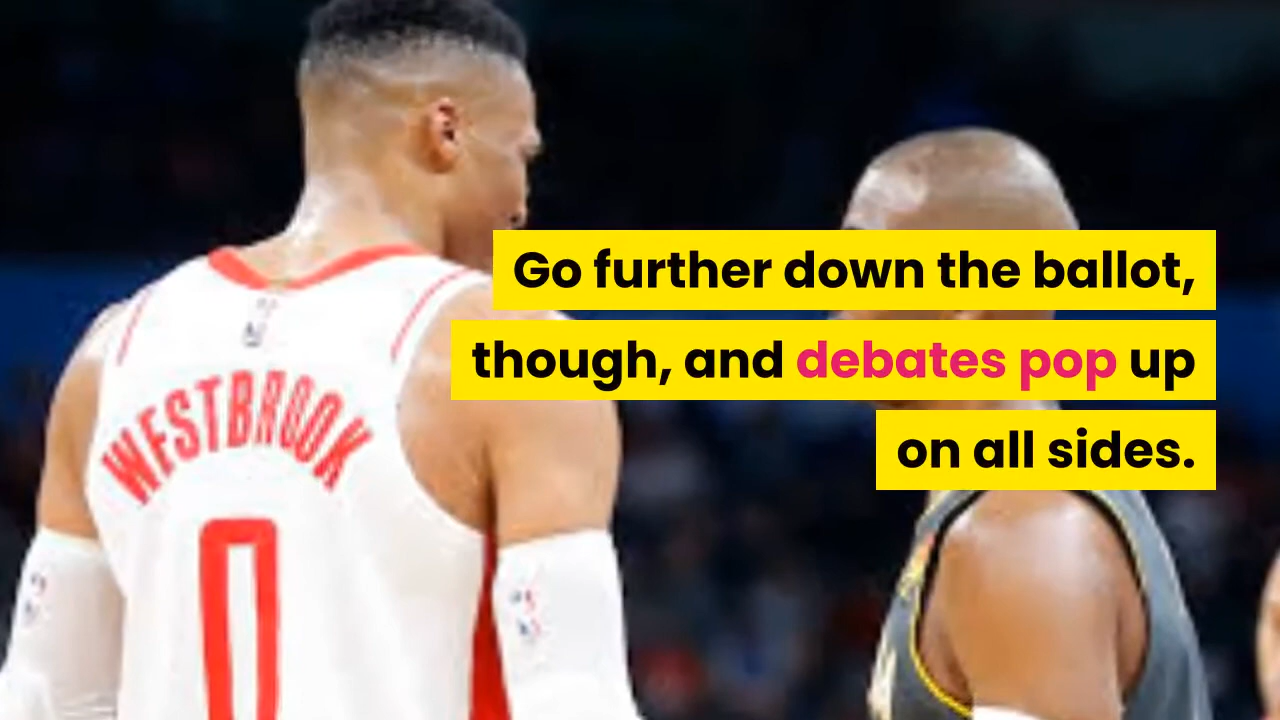 Go further down the ballot,
though, and debates pop up
on all sides.
WESTBROOK
0